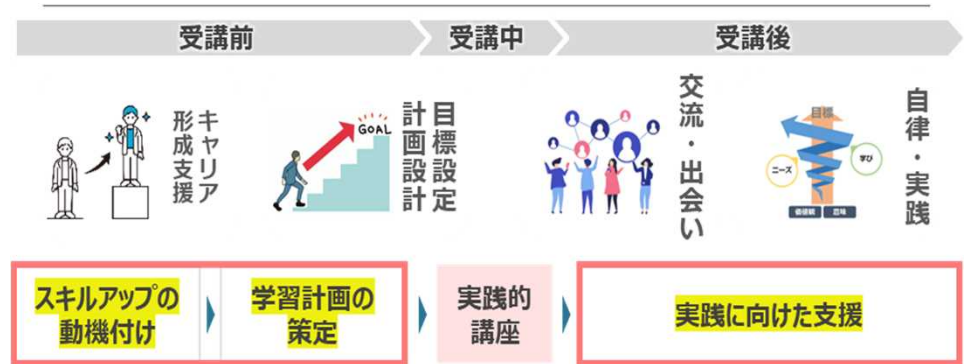 受講前
受講中
受講後
キャリア
形成支援
GOAL
目標設定
計画設計
交流・出会い
目標
ニーズ
学び
価値観
意味
自律・実践
スキルアップの
動機付け
学習計画の
策定
実践的
講座
実践に向けた支援